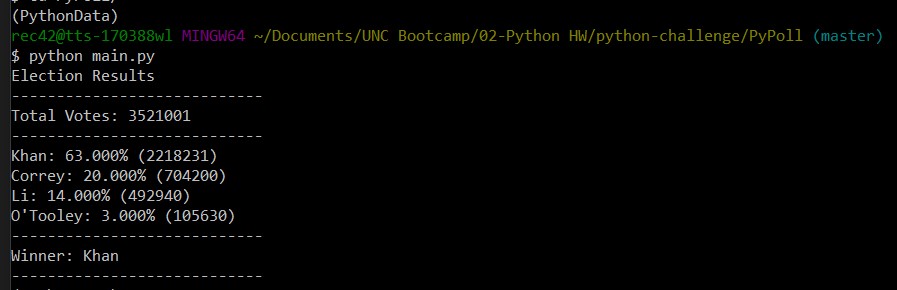 (PythonData)
rec42@tts-170388wl MINGW64 ~/Documents/UNC Bootcamp/02-Python HW/python-challenge/PyPoll (master)
$ python main.py
Election Results
----------------------------
Total Votes: 3521001
----------------------------
Khan: 63.000% (2218231)
Correy: 20.000% (704200)
Li: 14.000% (492940)
O'Tooley: 3.000% (105630)
----------------------------
Winner: Khan
----------------------------